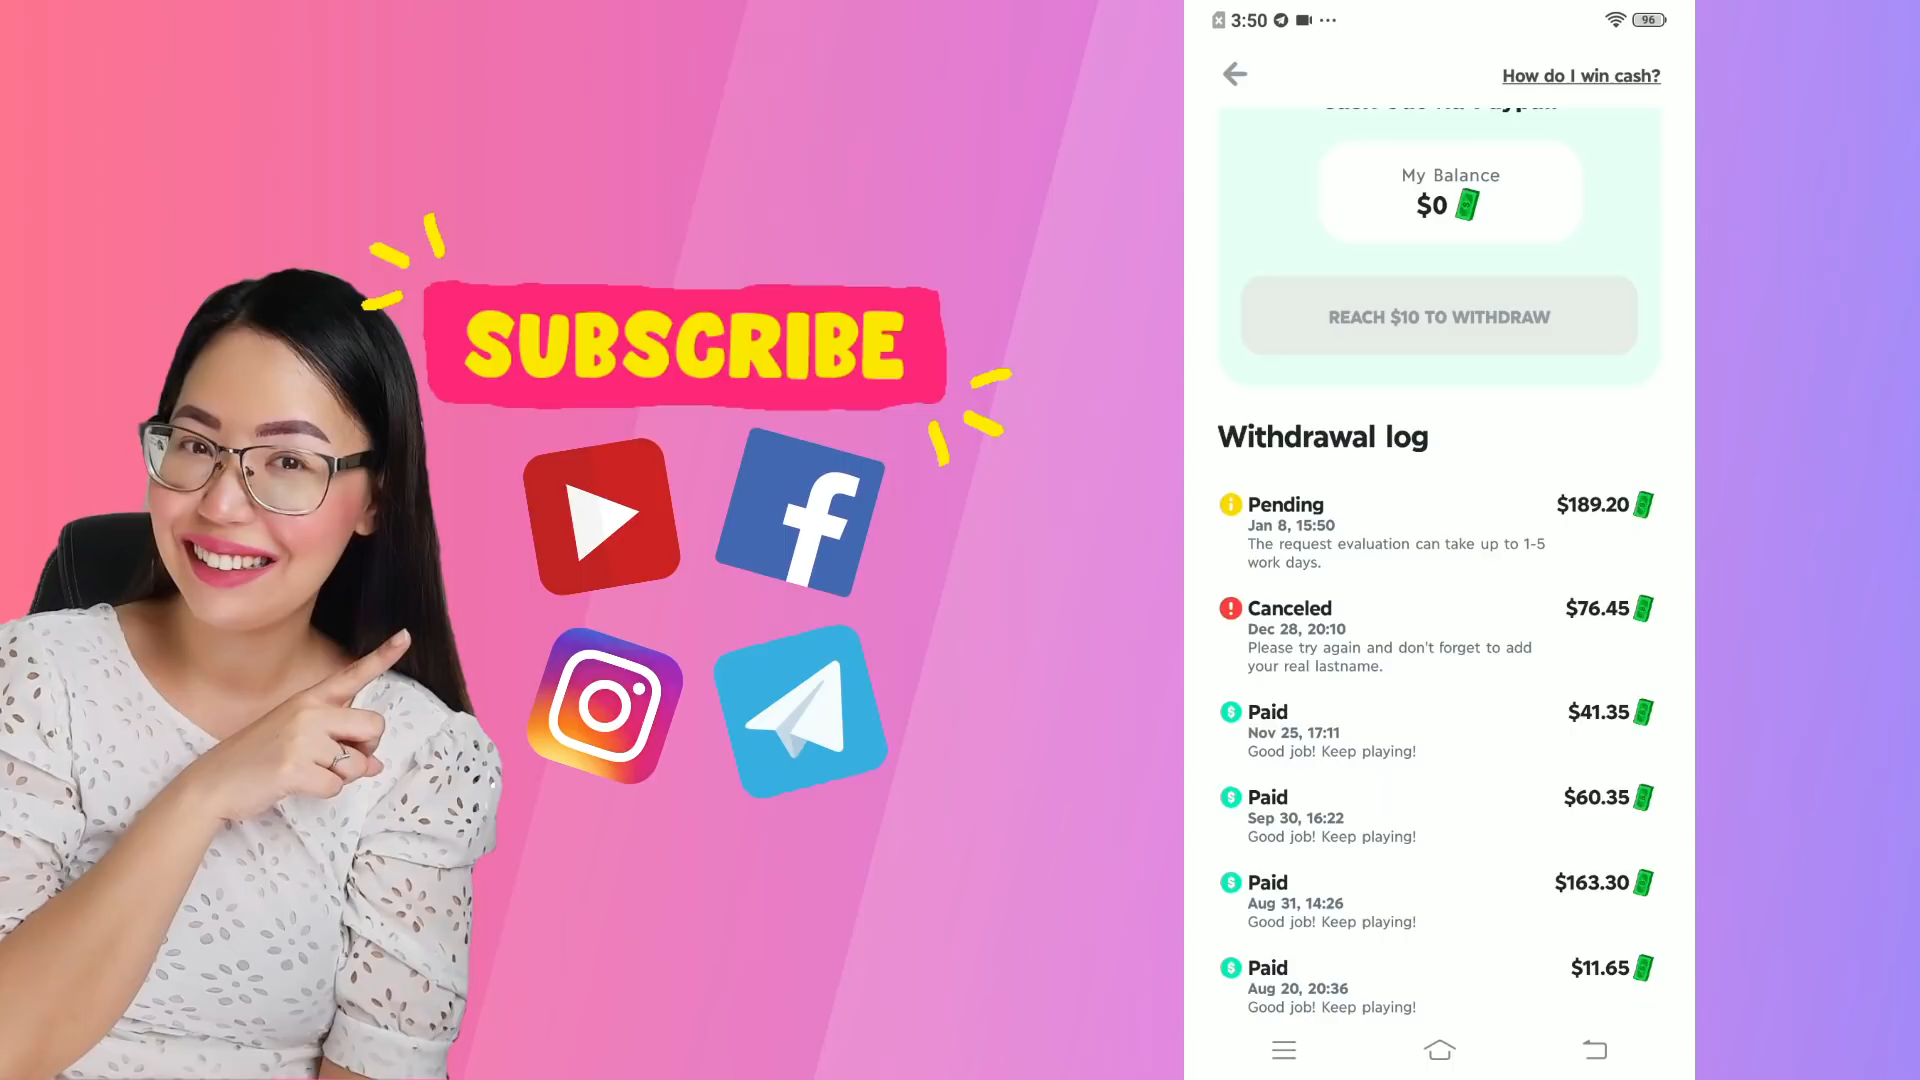 SUBSCRIBE
3:50
96
How do I win cash?
My Balance
$0
REACH $10 TO WITHDRAW
Withdrawal log
Pending $189.20
Jan 8, 15:50
The request evaluation can take up to 1-5
work days.
Canceled $76.45
Dec 28, 20:10
Please try again and don't forget to add
your real lastname.
Paid $41.35
Nov 25, 17:11
Good job! Keep playing!
Paid $60.35
Sep 30, 16:22
Good job! Keep playing!
Paid $163.30
Aug 31, 14:26
Good job! Keep playing!
Paid $11.65
Aug 20, 20:36
Good job! Keep playing!